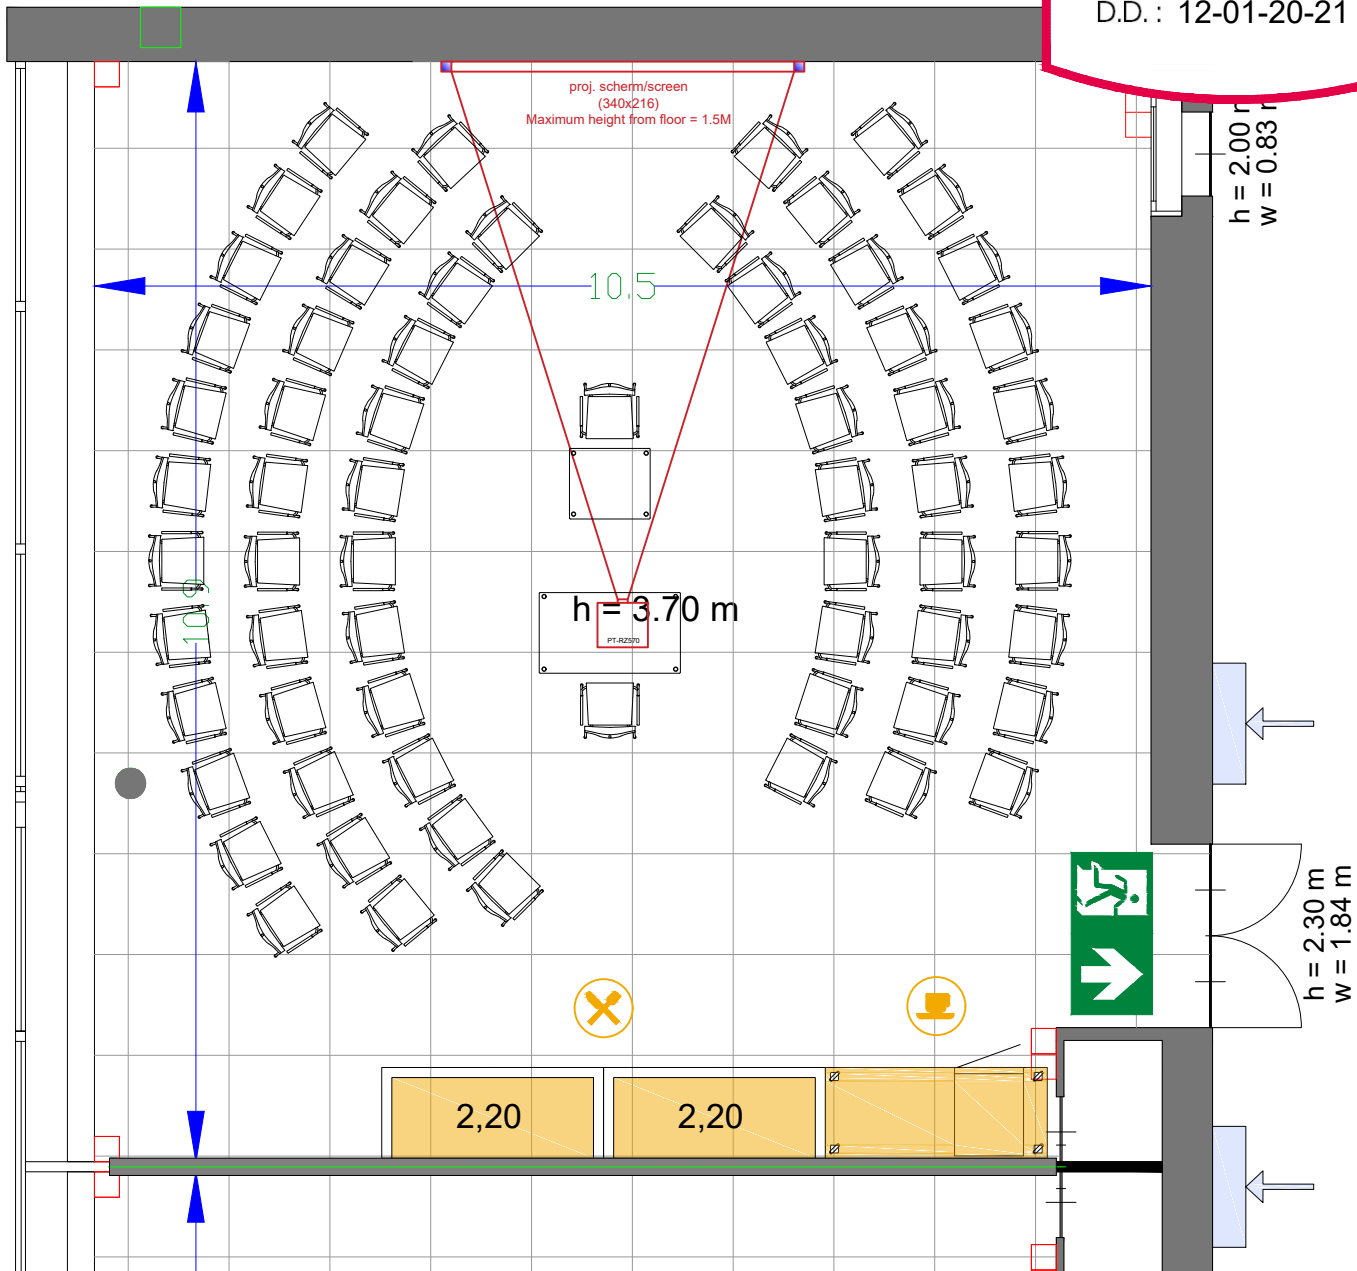 D.D. : 12-01-20-21
proj. scherm/screen
(340x216)
Maximum height from floor = 1.5M
h = 2.00 m
w = 0.83 m
10.5
10.9
h = 3.70 m
PT-RZ570
h = 2.30 m
w = 1.84 m
2,20
2,20